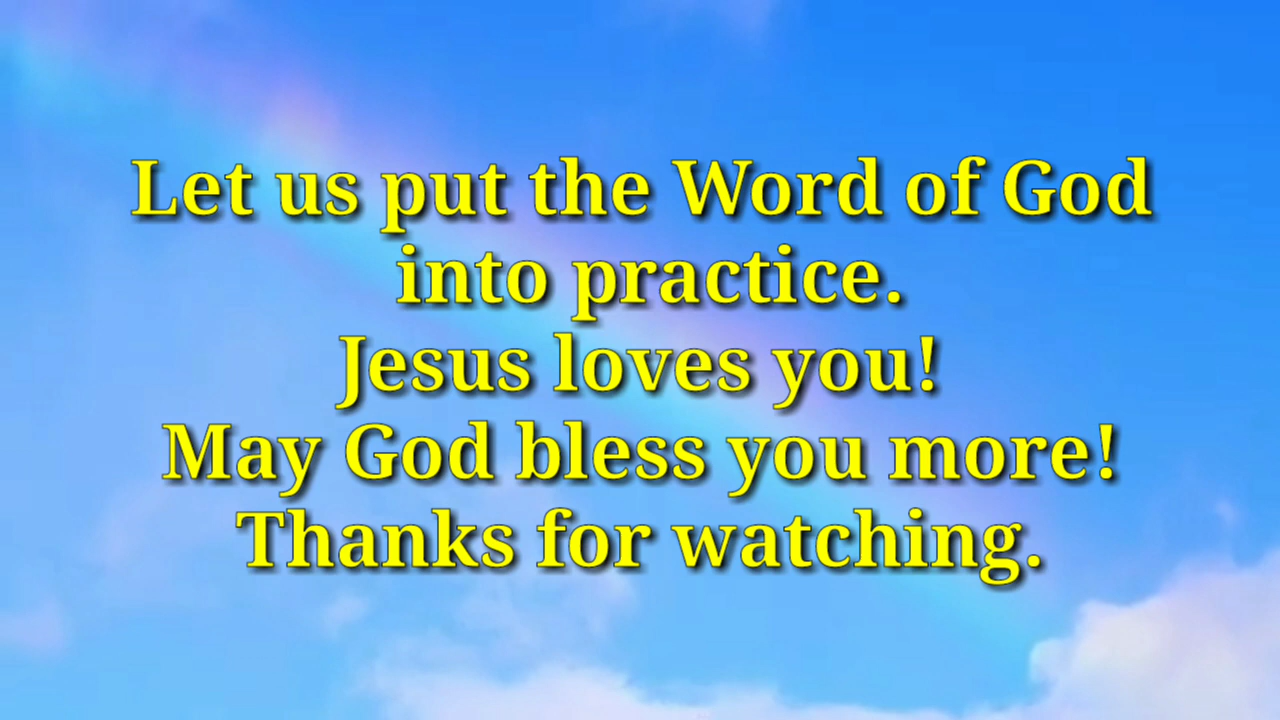 Let us put the Word of God
into practice.
Jesus loves you!
May God bless you more!
Thanks for watching.